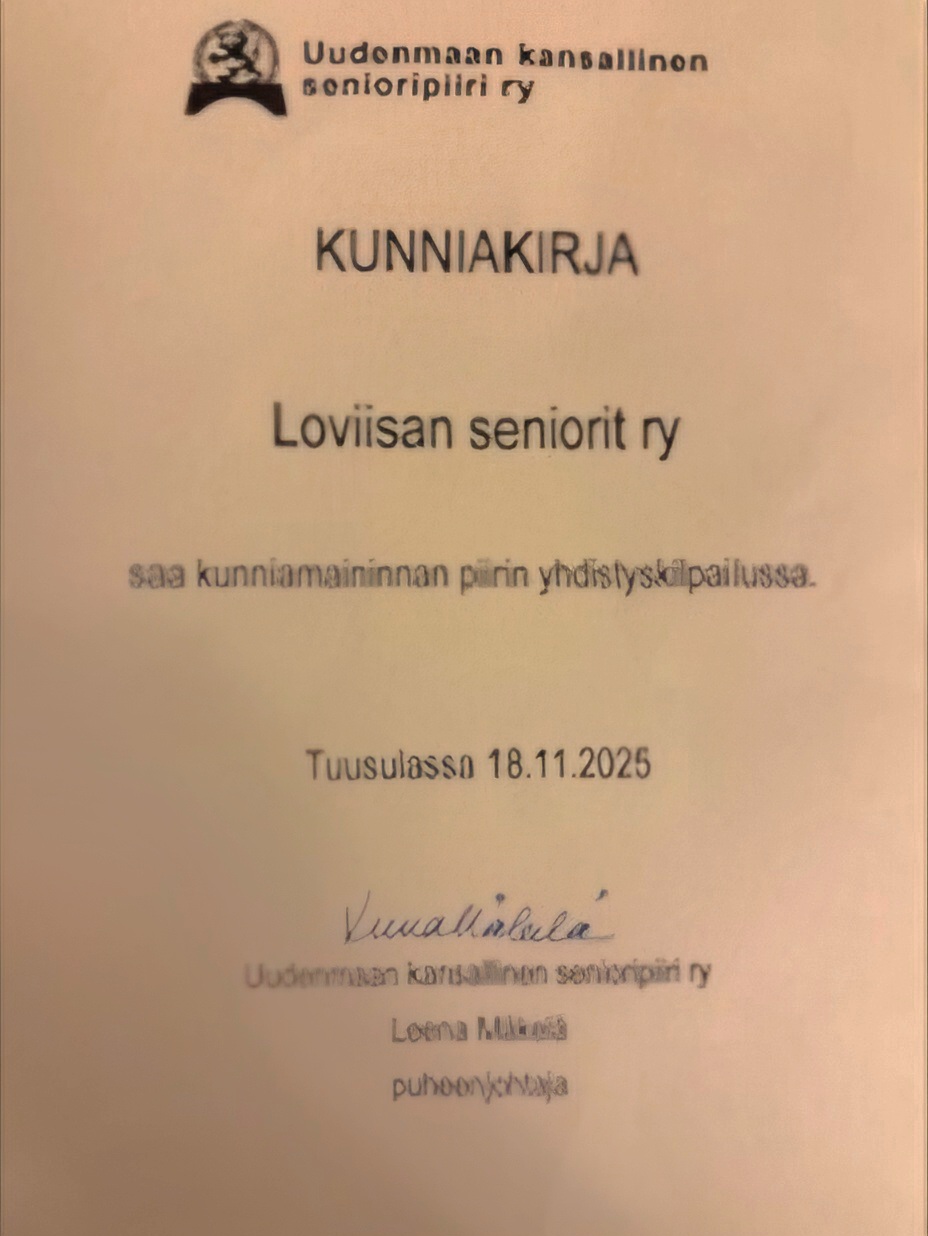 Uudenmaan kansallinen
senioripiiri ry
KUNNIAKIRJA
Loviisan seniorit ry
saa kunniamaininnan piirin yhdistyskilpailussa.
Tuusulassa 18.11.2025
Uudenmaan kansallinen senioripiiri ry
Leena
puheenjohtaja